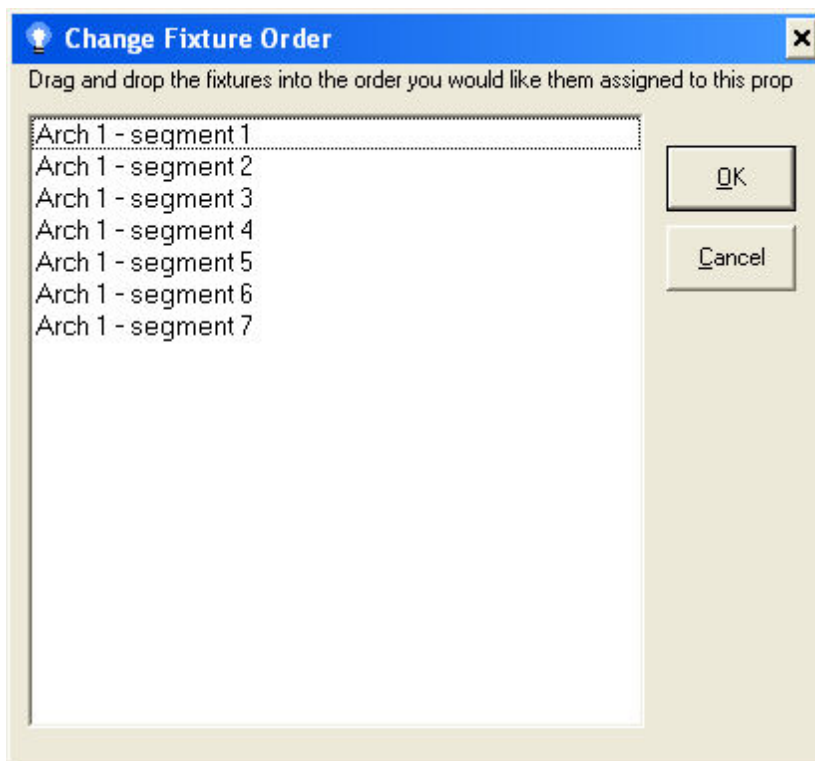 Change Fixture Order
Drag and drop the fixtures into the order you would like them assigned to this prop
Arch 1 - segment 1
Arch 1 - segment 2
Arch 1 - segment 3
Arch 1 - segment 4
Arch 1 - segment 5
Arch 1 - segment 6
Arch 1 - segment 7
OK
Cancel